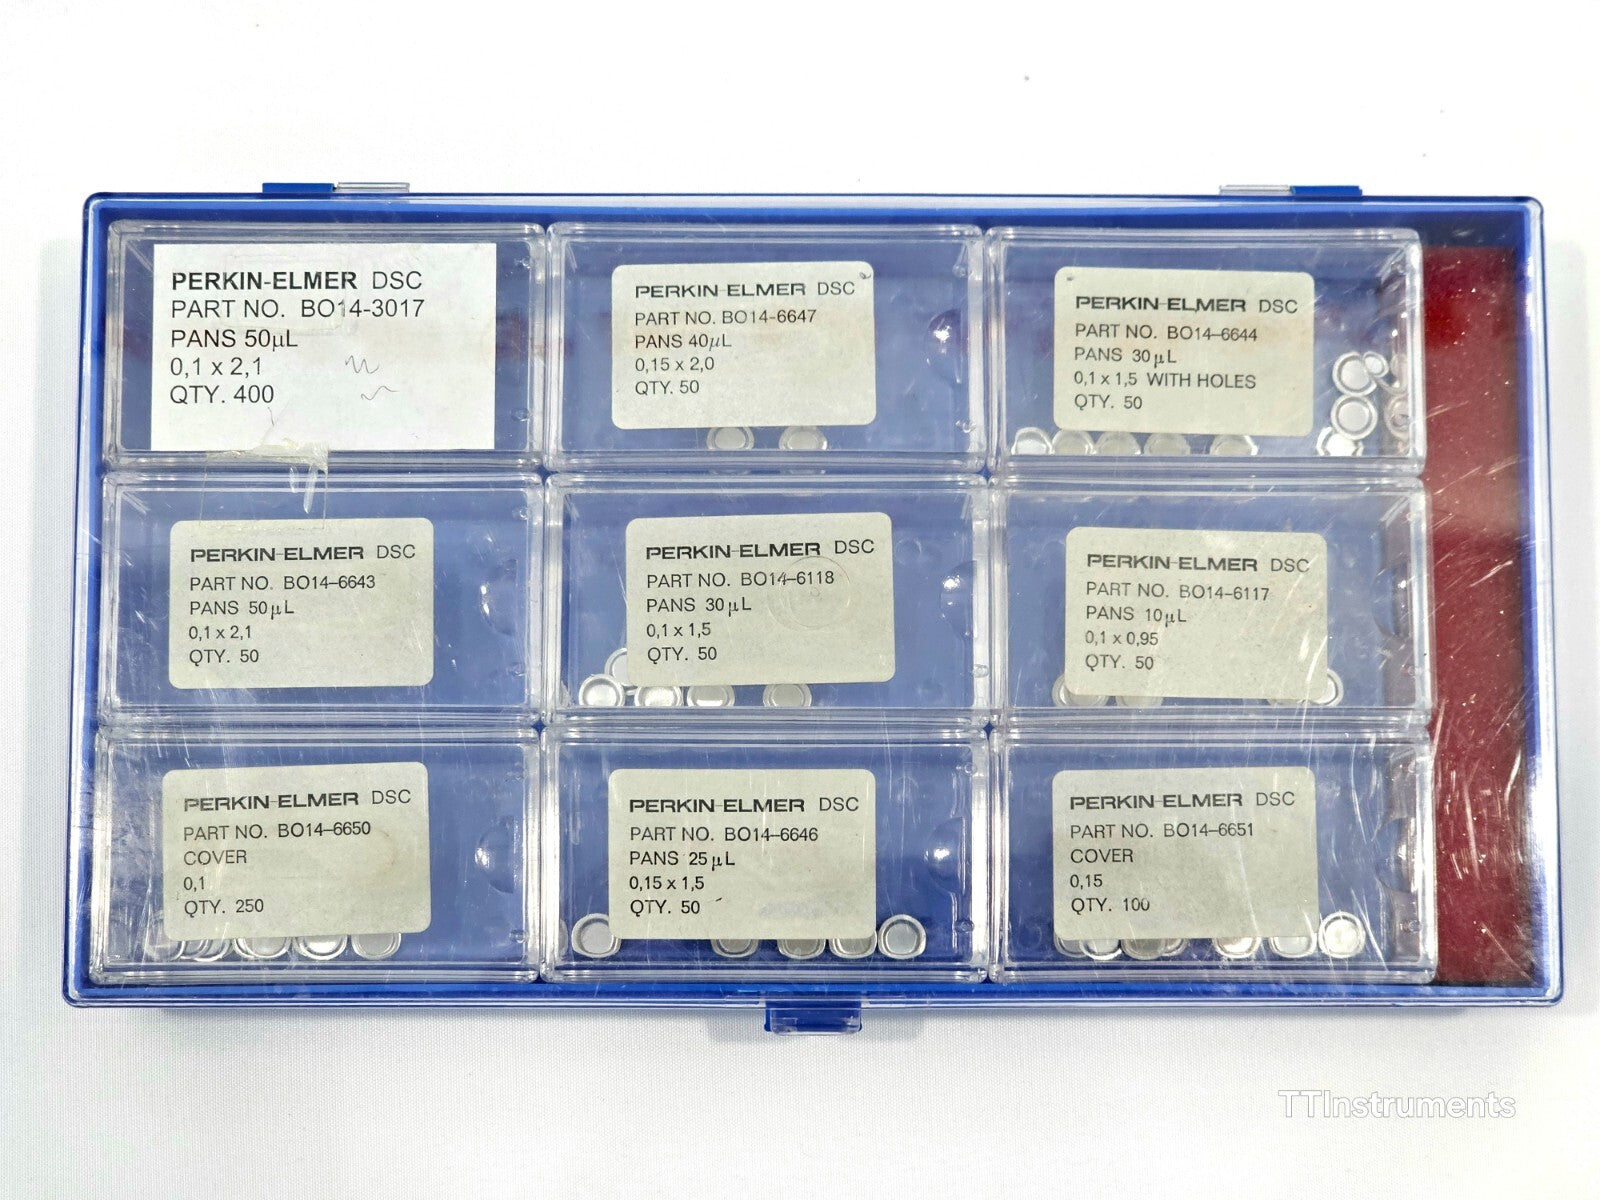 PERKIN-ELMER DSC
PART NO. BO14-3017
PANS 50µL
0,1 x 2,1
QTY. 400
PERKIN-ELMER DSC
PART NO. BO14-6647
PANS 40µL
0,15 x 2,0
QTY. 50
PERKIN-ELMER DSC
PART NO. BO14-6644
PANS 30µL
0,1 x 1,5 WITH HOLES
QTY. 50
PERKIN-ELMER DSC
PART NO. BO14-6643
PANS 50µL
0,1 x 2,1
QTY. 50
PERKIN-ELMER DSC
PART NO. BO14-6118
PANS 30µL
0,1 x 1,5
QTY. 50
PERKIN-ELMER DSC
PART NO. BO14-6117
PANS 10µL
0,1 x 0,95
QTY. 50
PERKIN-ELMER DSC
PART NO. BO14-6650
COVER
0,1
QTY. 250
PERKIN-ELMER DSC
PART NO. BO14-6646
PANS 25µL
0,15 x 1,5
QTY. 50
PERKIN-ELMER DSC
PART NO. BO14-6651
COVER
0,15
QTY. 100
TTInstruments